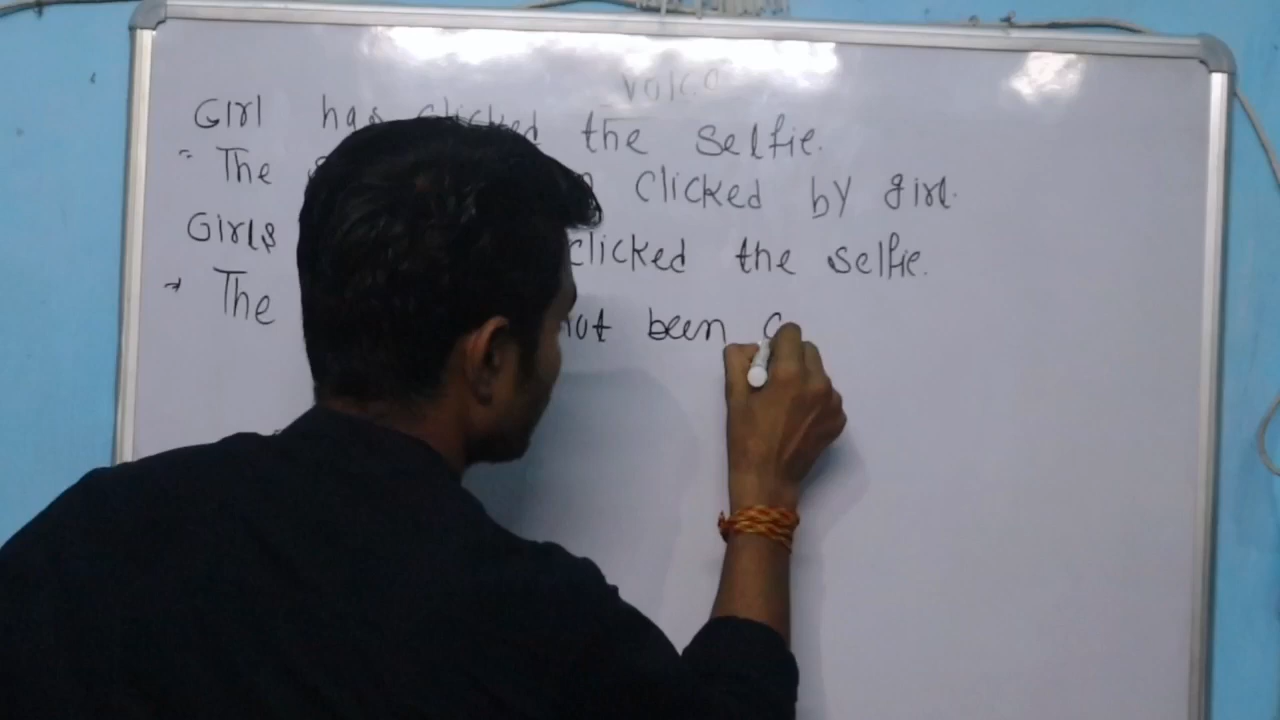 Voice
Girl has clicked the selfie.
The clicked by girl.
Girls clicked the selfie.
The not been